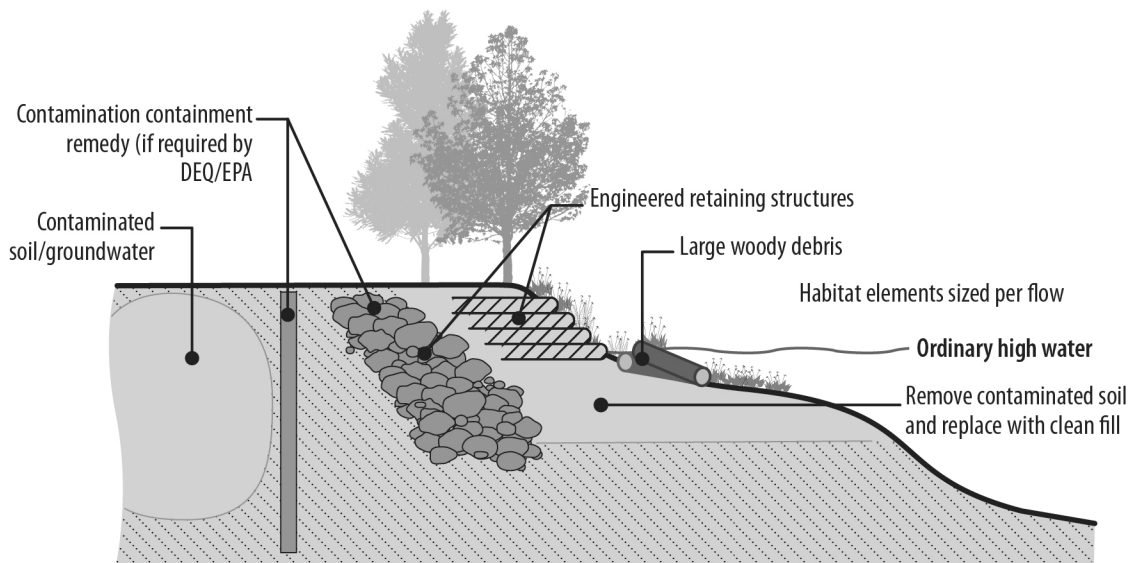 Contamination containment
remedy (if required by
DEQ/EPA
Contaminated
soil/groundwater
Engineered retaining structures
Large woody debris
Habitat elements sized per flow
Ordinary high water
Remove contaminated soil
and replace with clean fill